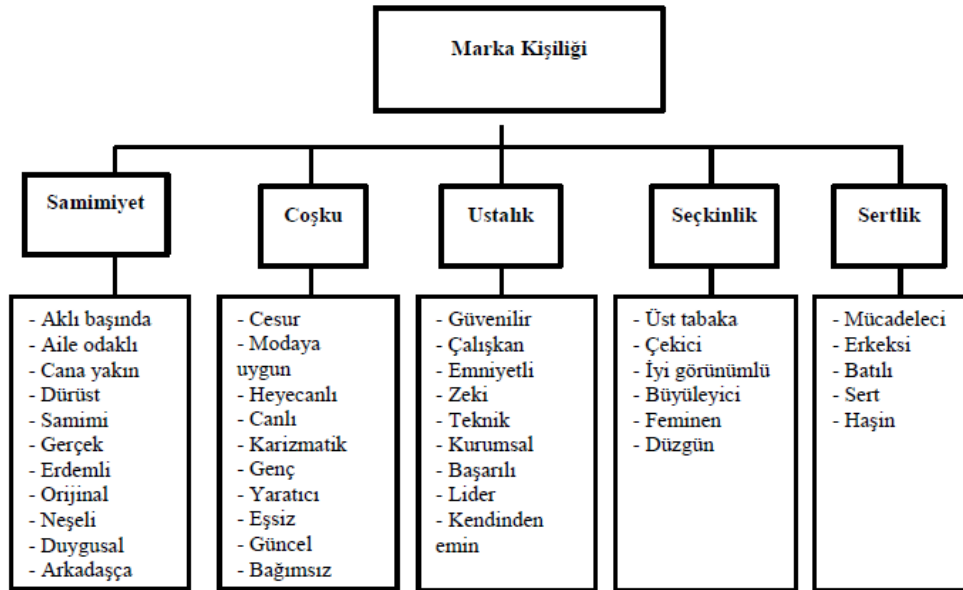 Marka Kişiliği
Samimiyet
Coşku
Ustalık
Seçkinlik
Sertlik
- Aklı başında
- Aile odaklı
- Cana yakın
- Dürüst
- Samimi
- Gerçek
- Erdemli
- Orijinal
- Neşeli
- Duygusal
- Arkadaşça
- Cesur
- Modaya
uygun
- Heyecanlı
- Canlı
- Karizmatik
- Genç
- Yaratıcı
- Eşsiz
- Güncel
- Bağımsız
- Güvenilir
- Çalışkan
- Emniyetli
- Zeki
- Teknik
- Kurumsal
- Başarılı
- Lider
- Kendinden
emin
- Üst tabaka
- Çekici
- İyi görünümlü
- Büyüleyici
- Feminen
- Düzgün
- Mücadeleci
- Erkeksi
- Batılı
- Sert
- Haşin